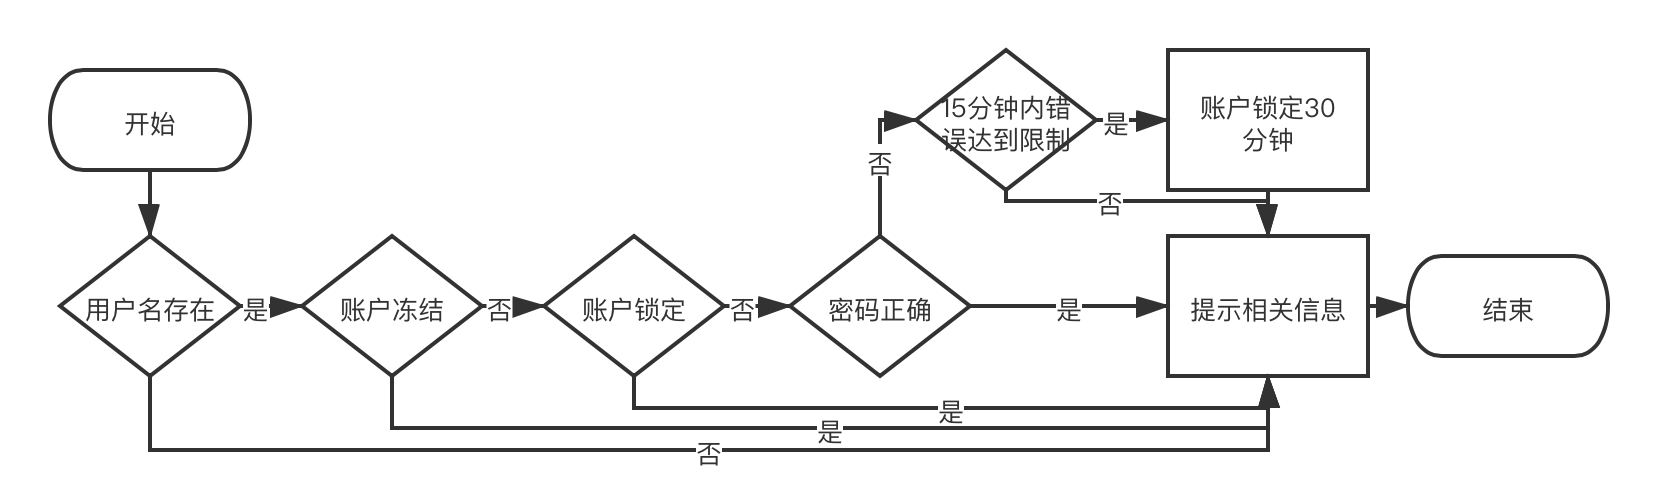 开始
15分钟内错
误达到限制
是
账户锁定30
分钟
否
否
用户名存在
是
账户冻结
否
账户锁定
否
密码正确
是
提示相关信息
结束
是
是
否